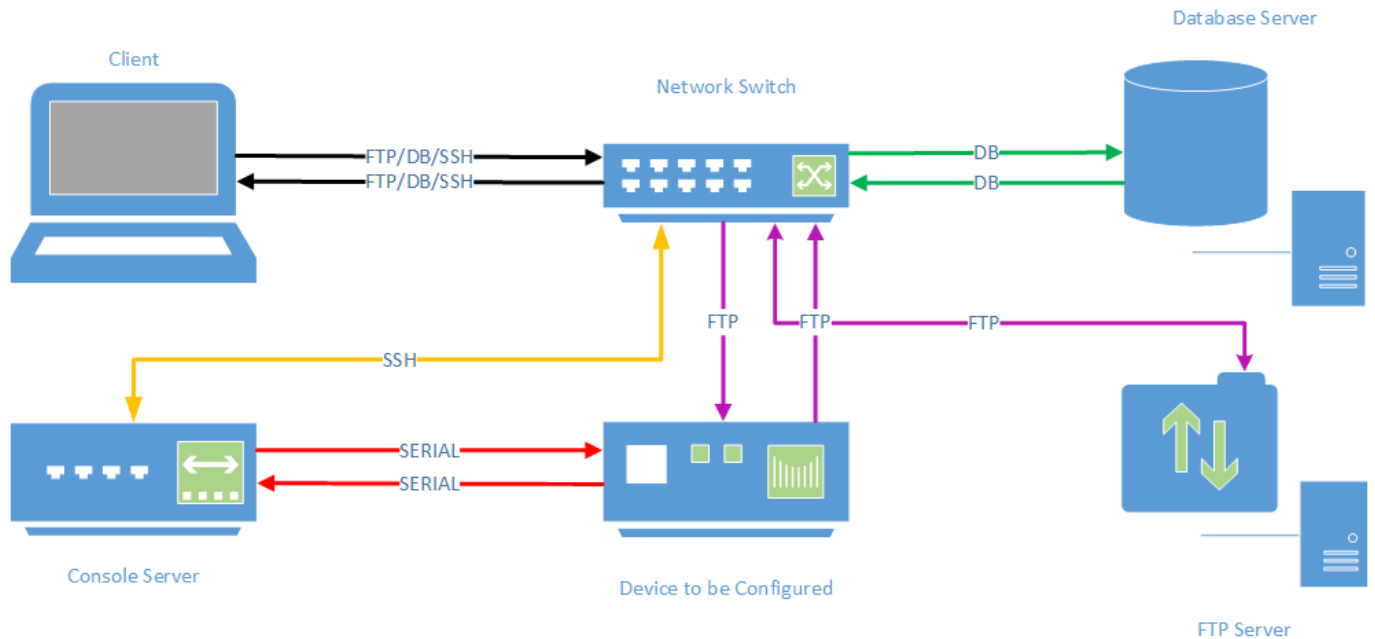 Database Server
Client
Network Switch
FTP/DB/SSH
DB
FTP/DB/SSH
DB
FTP
FTP
FTP
SSH
SERIAL
SERIAL
Console Server
Device to be Configured
FTP Server